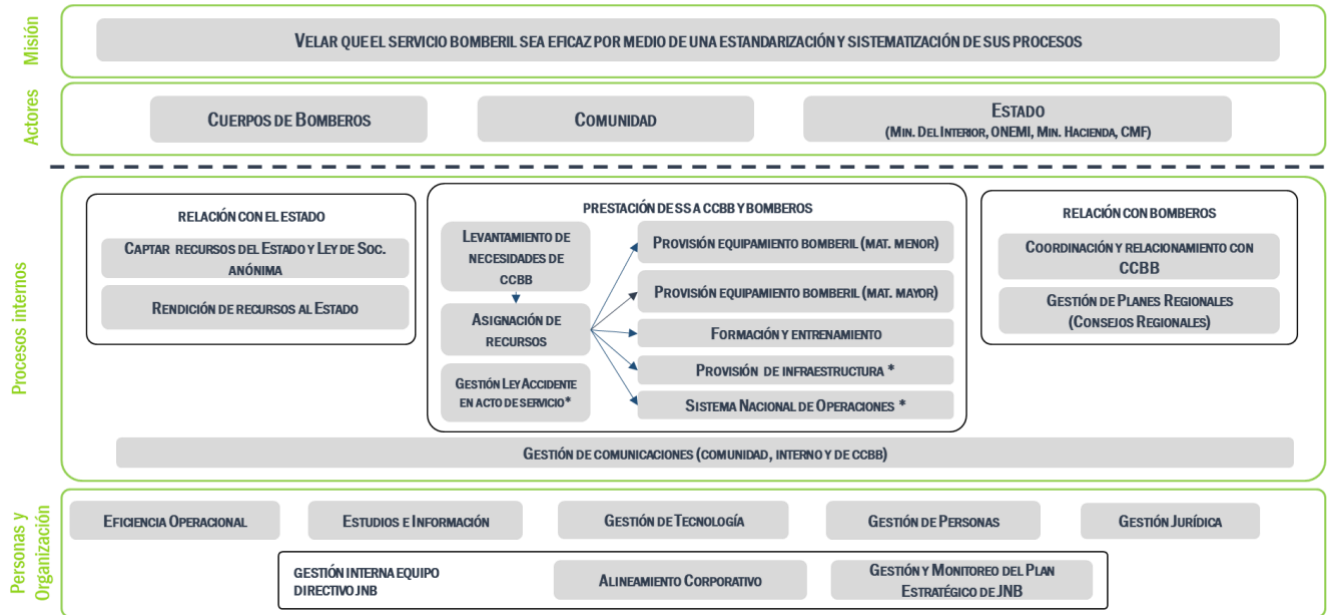 Misión
VELAR QUE EL SERVICIO BOMBERIL SEA EFICAZ POR MEDIO DE UNA ESTANDARIZACIÓN Y SISTEMATIZACIÓN DE SUS PROCESOS
Actores
CUERPOS DE BOMBEROS
COMUNIDAD
ESTADO
(MIN. DEL INTERIOR, ONEMI, MIN. HACIENDA, CMF)
Procesos internos
RELACIÓN CON EL ESTADO
CAPTAR RECURSOS DEL ESTADO Y LEY DE SOC.
ANÓNIMA
RENDICIÓN DE RECURSOS AL ESTADO
PRESTACIÓN DE SS A CCBB Y BOMBEROS
LEVANTAMIENTO DE
NECESIDADES DE
CCBB
ASIGNACIÓN DE
RECURSOS
GESTIÓN LEY ACCIDENTE
EN ACTO DE SERVICIO*
PROVISIÓN EQUIPAMIENTO BOMBERIL (MAT. MENOR)
PROVISIÓN EQUIPAMIENTO BOMBERIL (MAT. MAYOR)
FORMACIÓN Y ENTRENAMIENTO
PROVISIÓN DE INFRAESTRUCTURA *
SISTEMA NACIONAL DE OPERACIONES *
RELACIÓN CON BOMBEROS
COORDINACIÓN Y RELACIONAMIENTO CON
CCBB
GESTIÓN DE PLANES REGIONALES
(CONSEJOS REGIONALES)
GESTIÓN DE COMUNICACIONES (COMUNIDAD, INTERNO Y DE CCBB)
Personas y
Organización
EFICIENCIA OPERACIONAL
ESTUDIOS E INFORMACIÓN
GESTIÓN DE TECNOLOGÍA
GESTIÓN DE PERSONAS
GESTIÓN JURÍDICA
GESTIÓN INTERNA EQUIPO
DIRECTIVO JNB
ALINEAMIENTO CORPORATIVO
GESTIÓN Y MONITOREO DEL PLAN
ESTRATÉGICO DE JNB